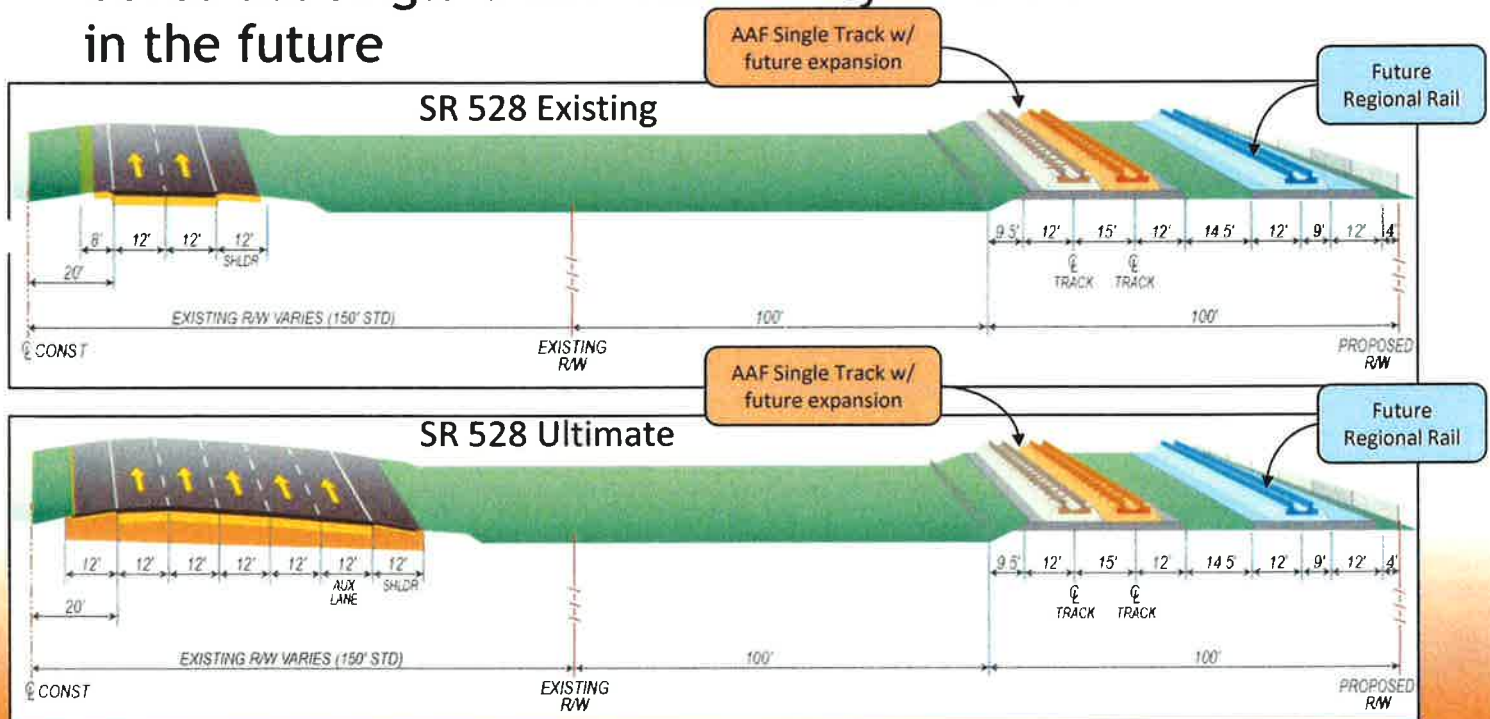 in the future
AAF Single Track w/
future expansion
Future
Regional Rail
SR 528 Existing
8' 12' 12' 12' 9.5' 12' 15' 12' 14.5' 12' 9' 12' 4'
SHLDR
20'
℄ ℄
TRACK TRACK
EXISTING R/W VARIES (150' STD) 100' 100'
℄ CONST EXISTING PROPOSED
R/W R/W
AAF Single Track w/
future expansion
Future
Regional Rail
SR 528 Ultimate
12' 12' 12' 12' 12' 12' 12' 9.5' 12' 15' 12' 14.5' 12' 9' 12' 4'
AUX SHLDR
LANE
20'
℄ ℄
TRACK TRACK
EXISTING R/W VARIES (150' STD) 100' 100'
℄ CONST EXISTING PROPOSED
R/W R/W